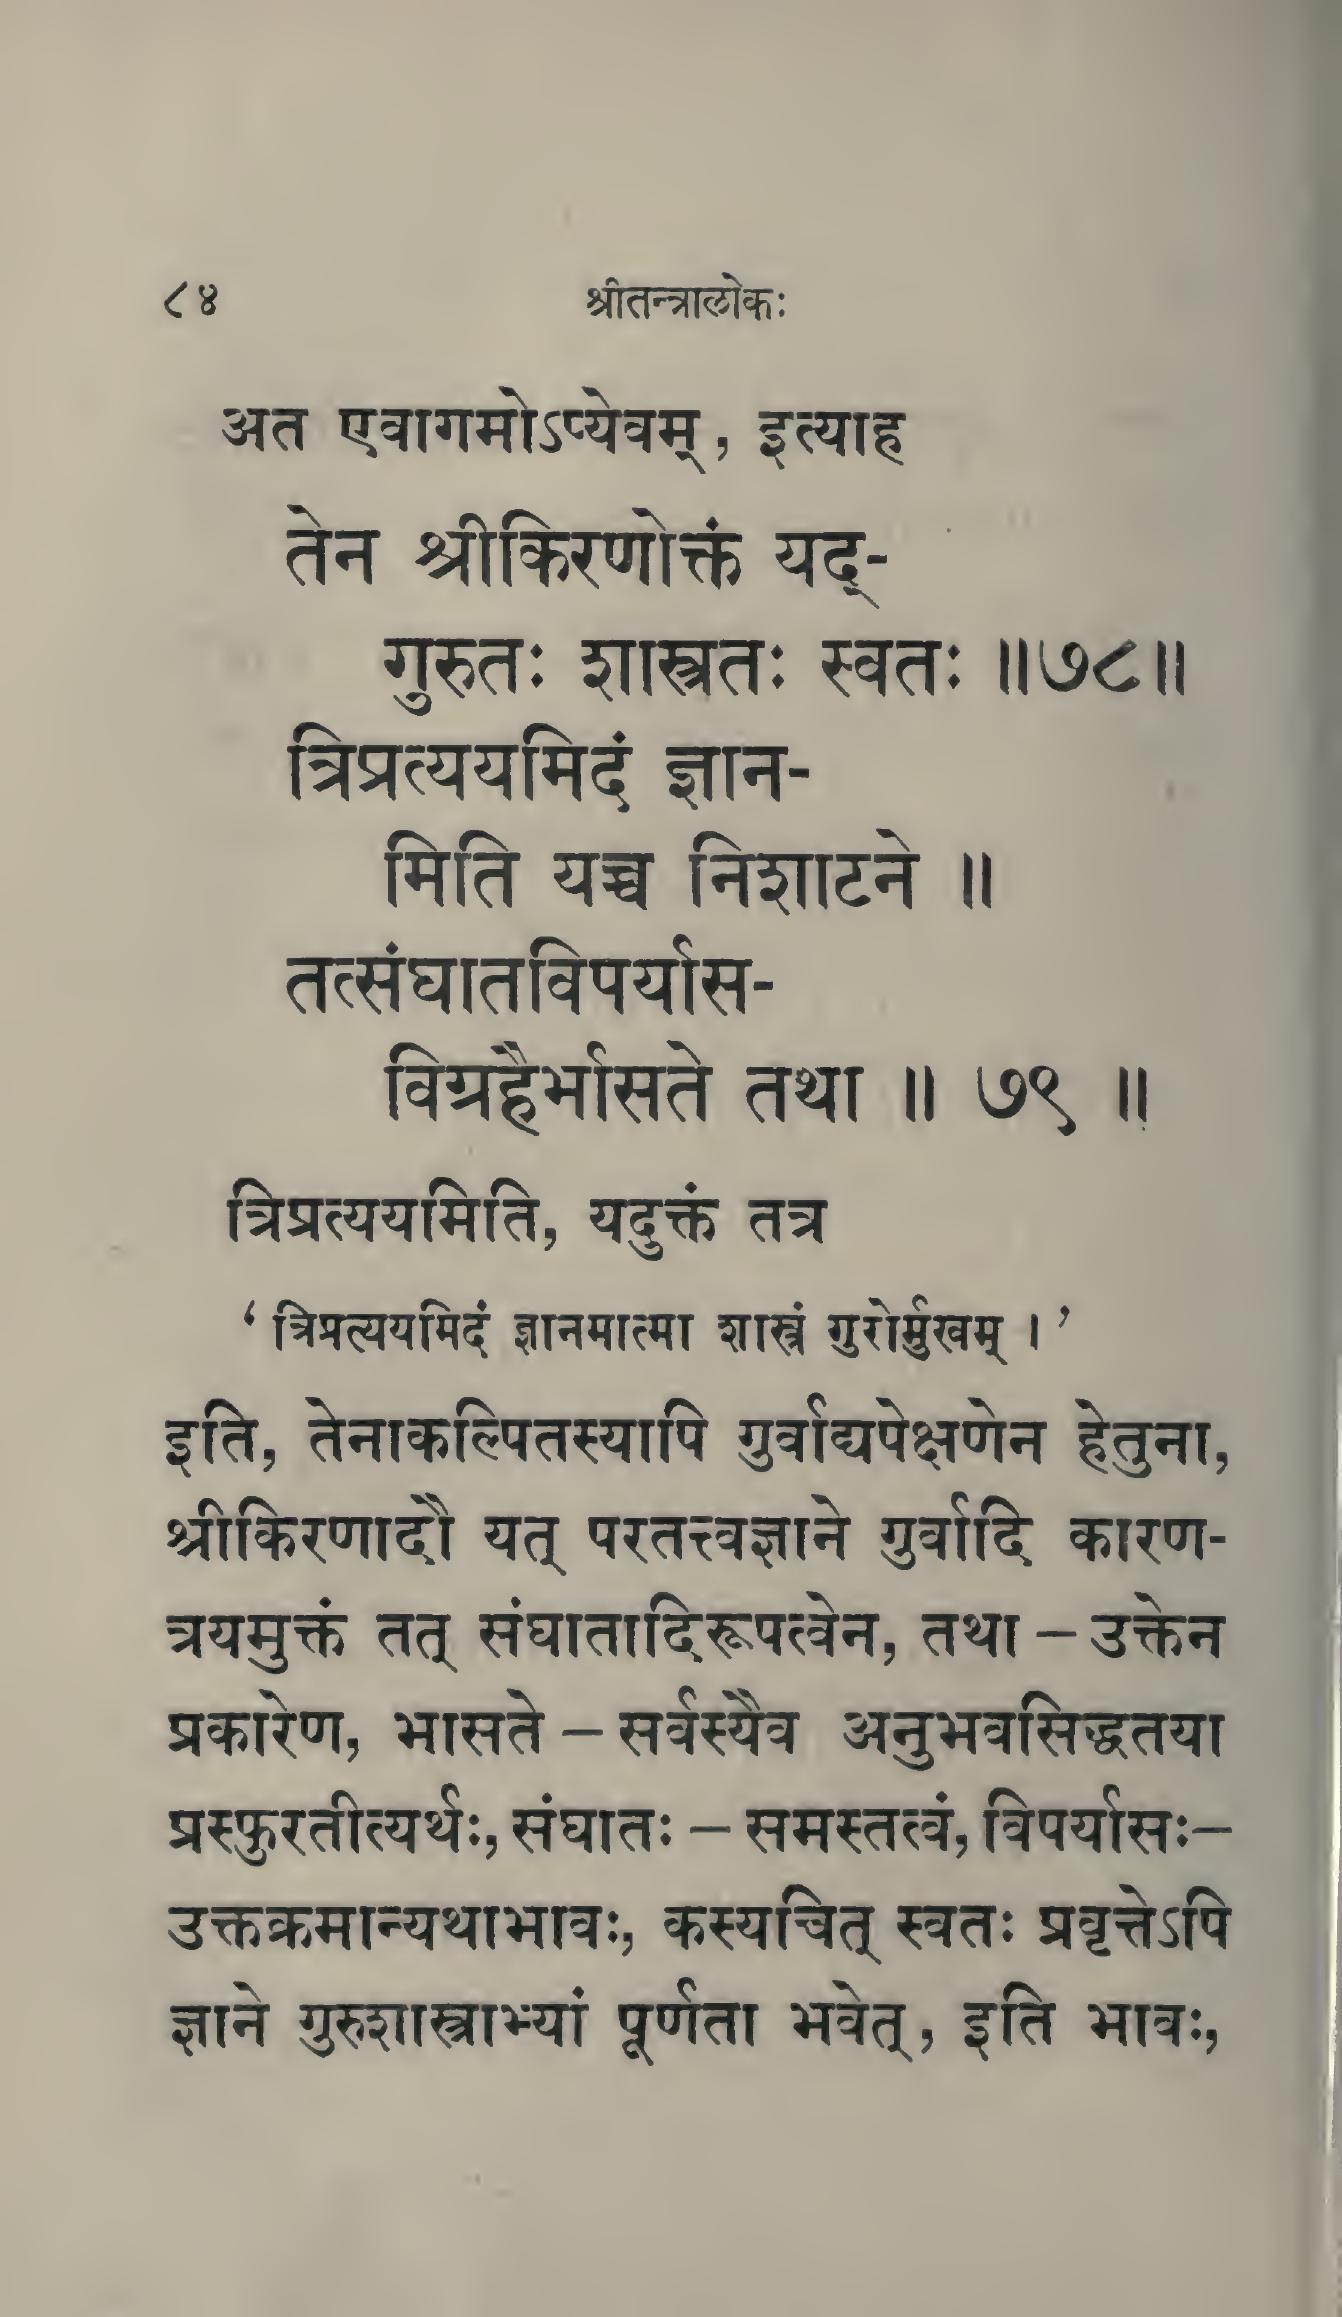 ८४ श्रीतन्त्रालोकः
अत एवागमोऽप्येवम्, इत्याह
तेन श्रीकिरणोक्तं यद्-
गुरुतः शास्त्रतः स्वतः ॥७८॥
त्रिप्रत्ययमिदं ज्ञान-
मिति यच्च निशाटने ॥
तत्संघातविपर्यास-
विग्रहैर्भासते तथा ॥ ७९ ॥
त्रिप्रत्ययमिति, यदुक्तं तत्र
‘ त्रिप्रत्ययमिदं ज्ञानमात्मा शास्त्रं गुरोर्मुखम् । ’
इति, तेनाकल्पितस्यापि गुर्वाद्यपेक्षणेन हेतुना,
श्रीकिरणादौ यत् परतत्त्वज्ञाने गुर्वादि कारण-
त्रयमुक्तं तत् संघातादिरूपत्वेन, तथा – उक्तेन
प्रकारेण, भासते – सर्वस्यैव अनुभवसिद्धतया
प्रस्फुरतीत्यर्थः, संघातः – समस्तत्वं, विपर्यासः–
उक्तक्रमान्यथाभावः, कस्यचित् स्वतः प्रवृत्तेऽपि
ज्ञाने गुरुशास्त्राभ्यां पूर्णता भवेत्, इति भावः,